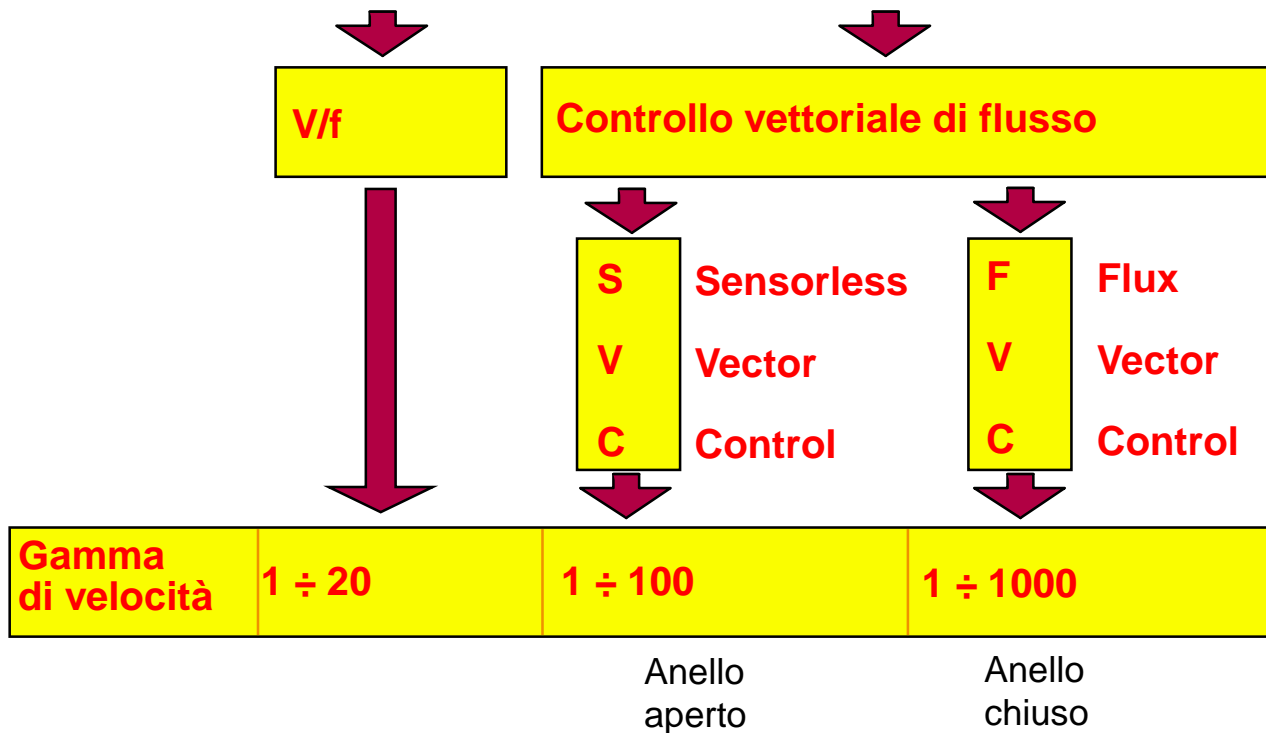 V/f
Controllo vettoriale di flusso
S Sensorless
V Vector
C Control
F Flux
V Vector
C Control
Gamma
di velocità
1 ÷ 20
1 ÷ 100
1 ÷ 1000
Anello
aperto
Anello
chiuso